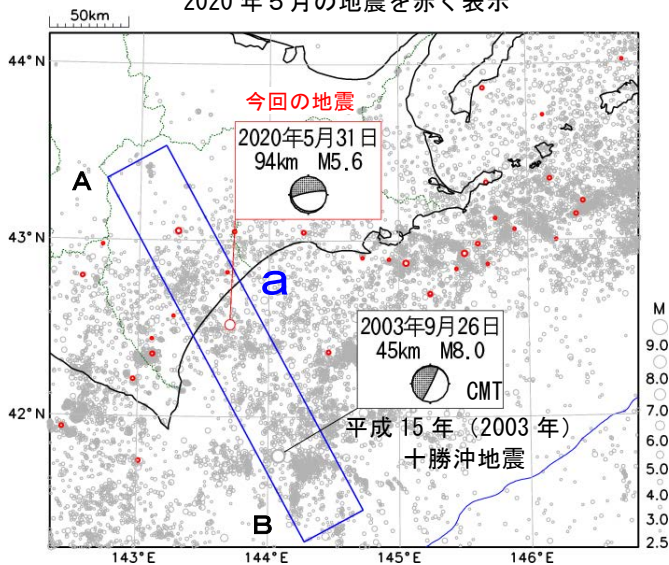 2020 年５月の地震を赤く表示
50km
44°N
今回の地震
2020年5月31日
94km M5.6
A
43°N
a
2003年9月26日
45km M8.0
CMT
平成 15 年（2003 年）
十勝沖地震
42°N
B
M
9.0
8.0
7.0
6.0
5.0
4.0
3.0
2.5
143°E
144°E
145°E
146°E